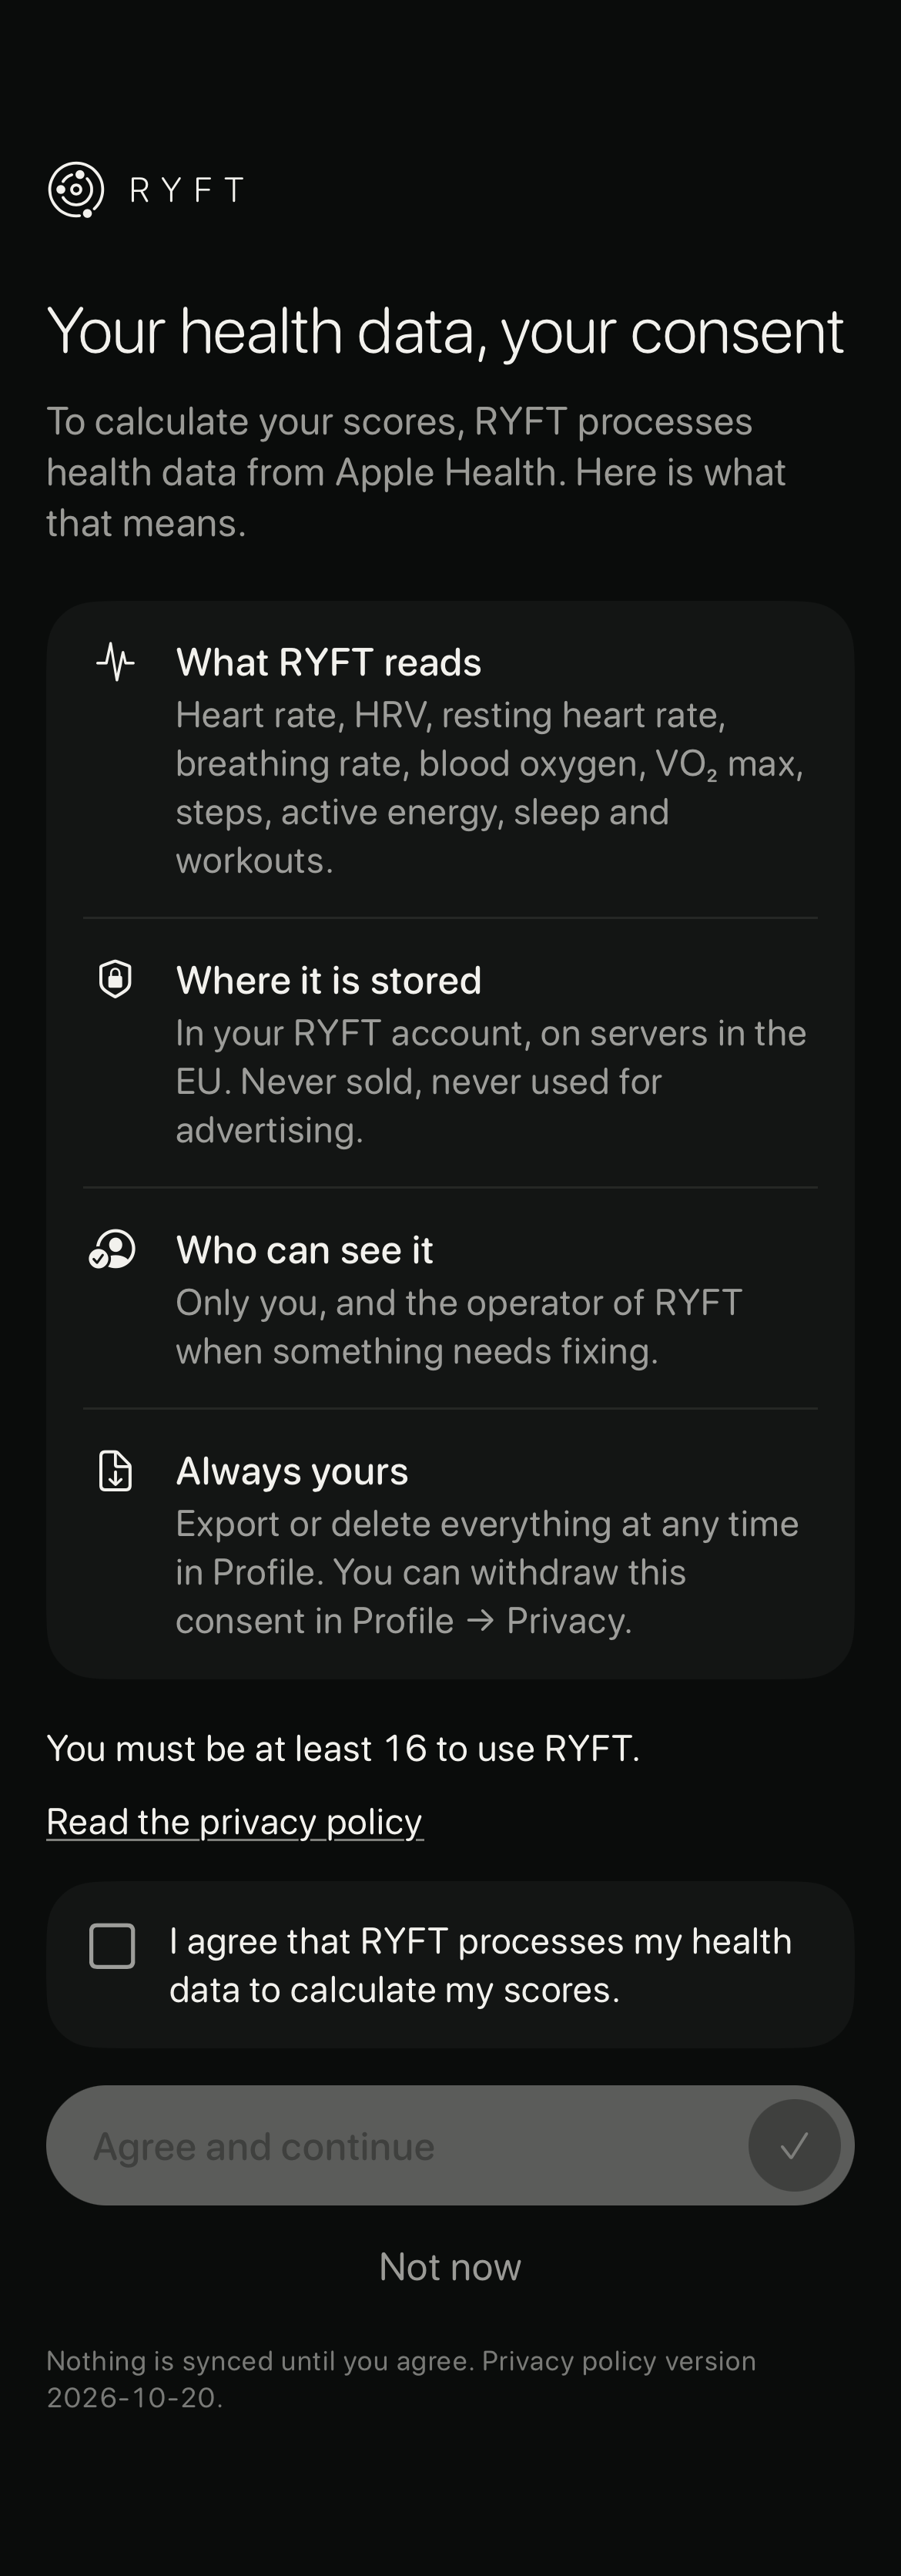 RYFT
Your health data, your consent
To calculate your scores, RYFT processes
health data from Apple Health. Here is what
that means.
What RYFT reads
Heart rate, HRV, resting heart rate,
breathing rate, blood oxygen, VO₂ max,
steps, active energy, sleep and
workouts.
Where it is stored
In your RYFT account, on servers in the
EU. Never sold, never used for
advertising.
Who can see it
Only you, and the operator of RYFT
when something needs fixing.
Always yours
Export or delete everything at any time
in Profile. You can withdraw this
consent in Profile → Privacy.
You must be at least 16 to use RYFT.
Read the privacy policy
I agree that RYFT processes my health
data to calculate my scores.
Agree and continue
Not now
Nothing is synced until you agree. Privacy policy version
2026-10-20.